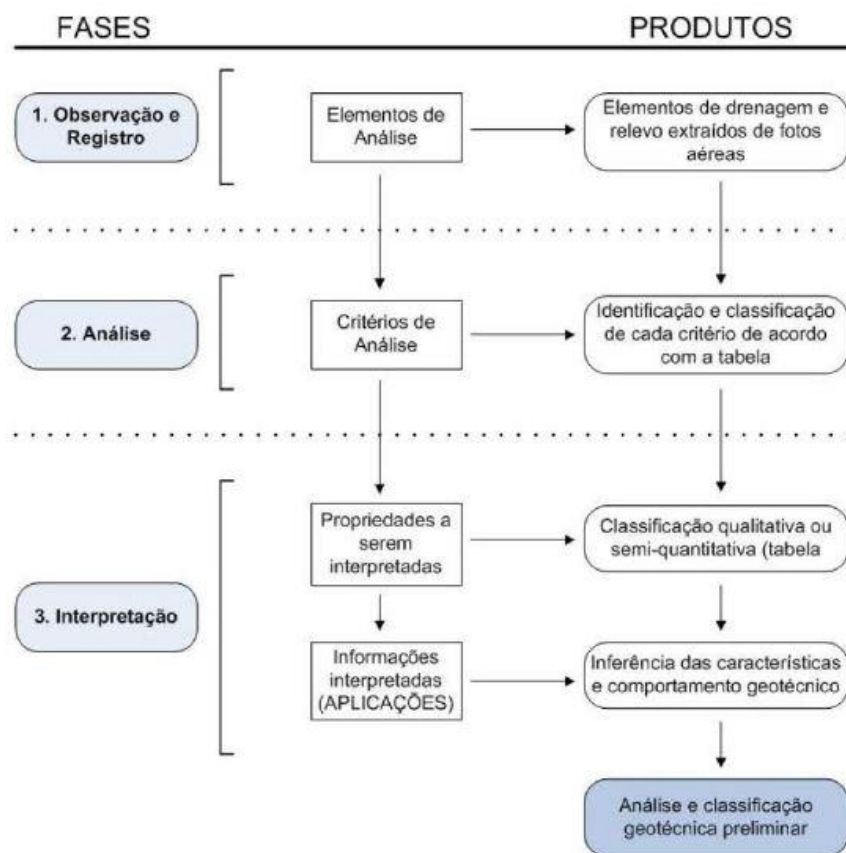 FASES
PRODUTOS
1. Observação e
Registro
Elementos de
Análise
Elementos de drenagem e
relevo extraídos de fotos
aéreas
2. Análise
Critérios de
Análise
Identificação e classificação
de cada critério de acordo
com a tabela
3. Interpretação
Propriedades a
serem
interpretadas
Classificação qualitativa ou
semi-quantitativa (tabela
Informações
interpretadas
(APLICAÇÕES)
Inferência das características
e comportamento geotécnico
Análise e classificação
geotécnica preliminar